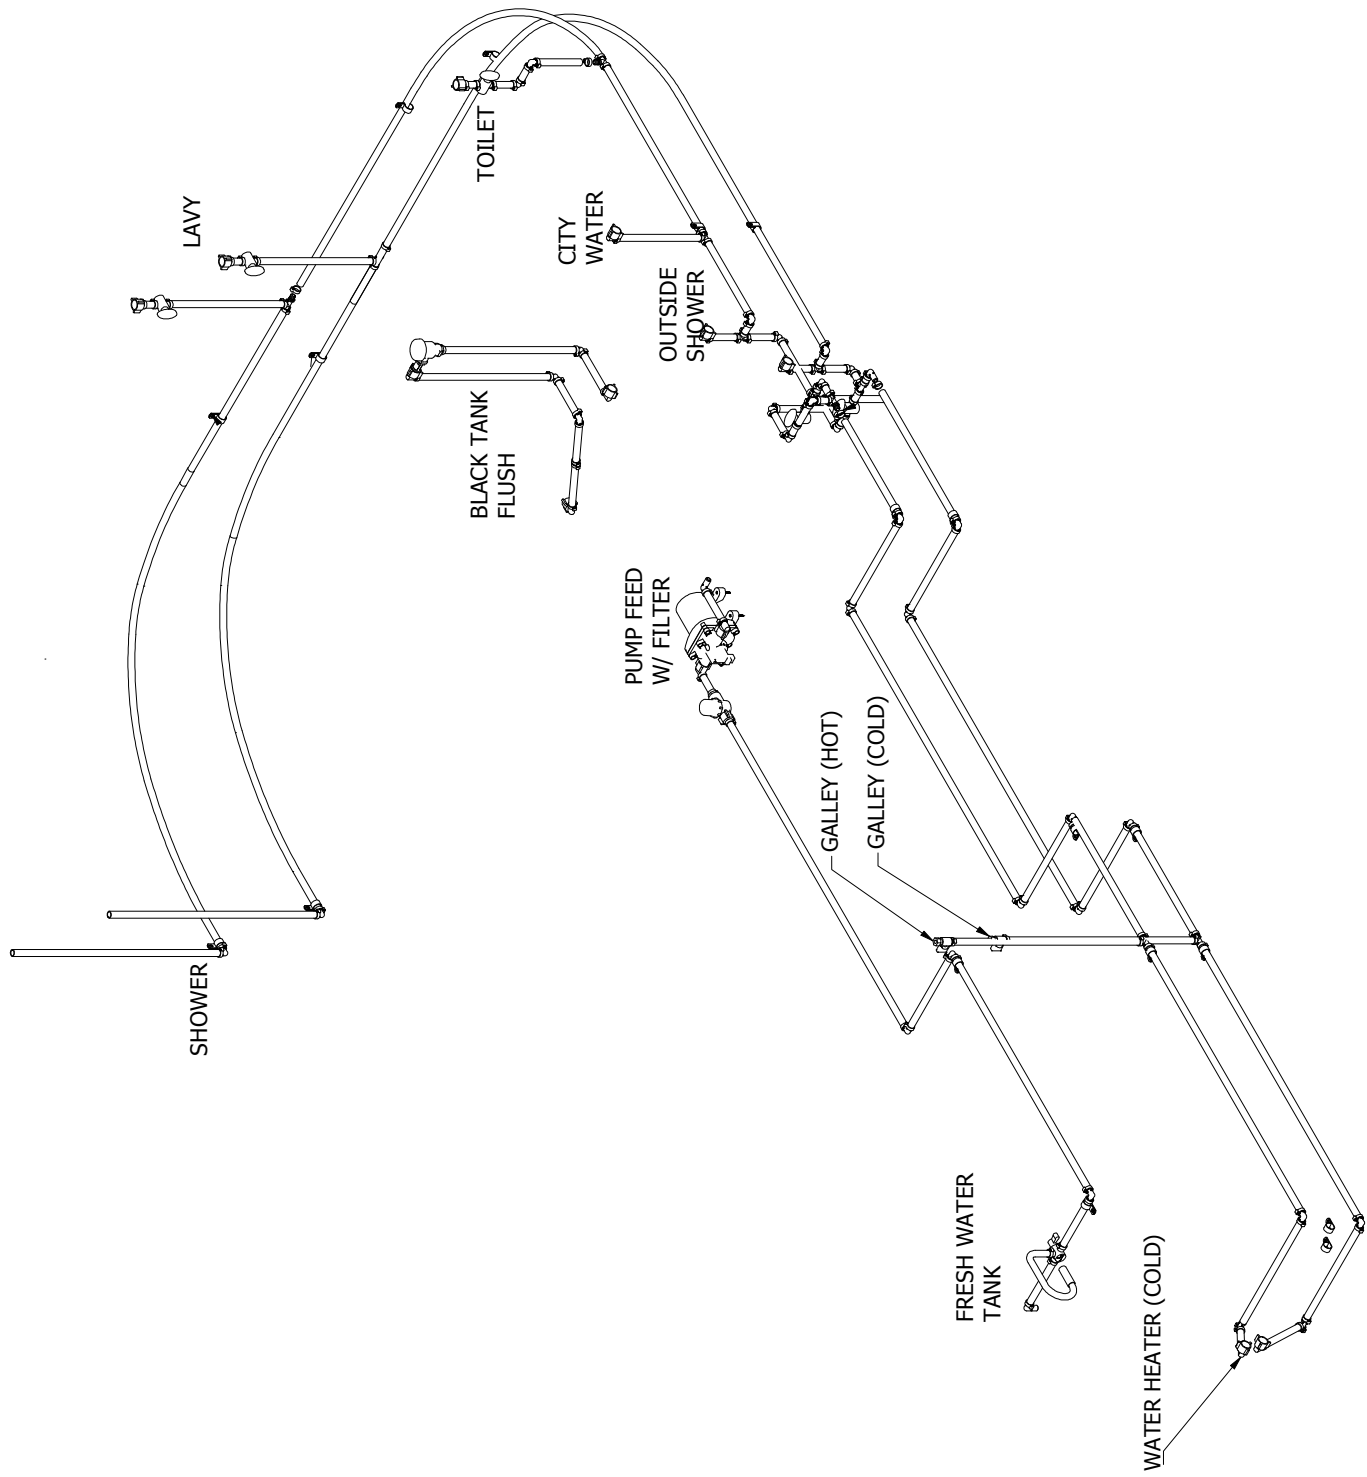 LAVY
TOILET
CITY
WATER
OUTSIDE
SHOWER
BLACK TANK
FLUSH
PUMP FEED
W/ FILTER
GALLEY (HOT)
GALLEY (COLD)
SHOWER
FRESH WATER
TANK
WATER HEATER (COLD)